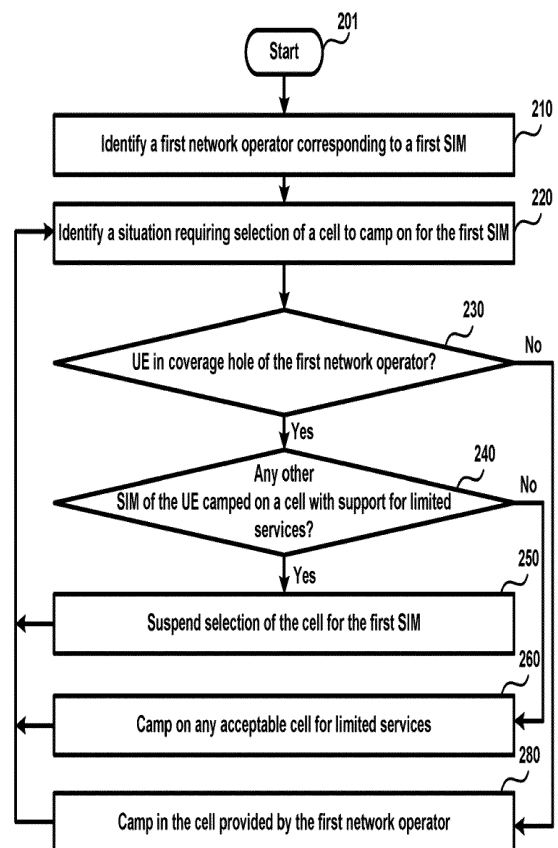 201
Start
210
Identify a first network operator corresponding to a first SIM
220
Identify a situation requiring selection of a cell to camp on for the first SIM
230
UE in coverage hole of the first network operator?
No
Yes
240
Any other
SIM of the UE camped on a cell with support for limited
services?
No
Yes
250
Suspend selection of the cell for the first SIM
260
Camp on any acceptable cell for limited services
280
Camp in the cell provided by the first network operator